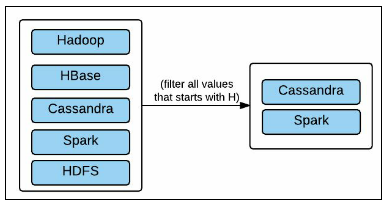 Hadoop
HBase
Cassandra
Spark
HDFS
(filter all values
that starts with H)
Cassandra
Spark